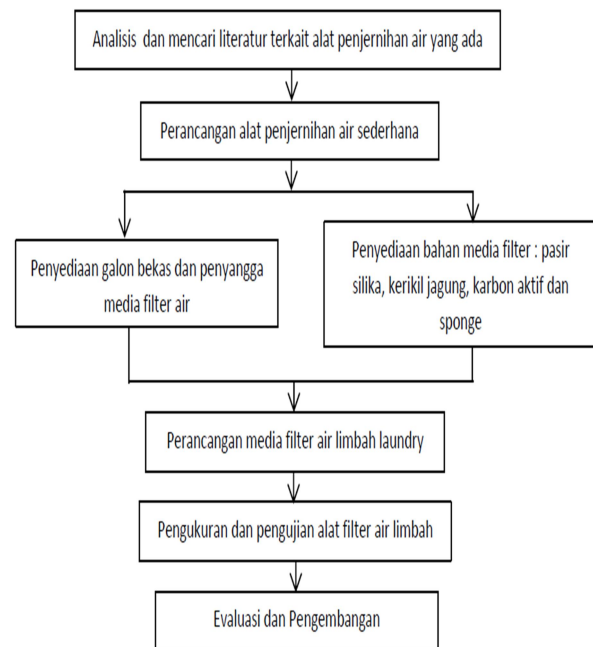 Analisis dan mencari literatur terkait alat penjernihan air yang ada
Perancangan alat penjernihan air sederhana
Penyediaan galon bekas dan penyangga
media filter air
Penyediaan bahan media filter : pasir
silika, kerikil jagung, karbon aktif dan
sponge
Perancangan media filter air limbah laundry
Pengukuran dan pengujian alat filter air limbah
Evaluasi dan Pengembangan